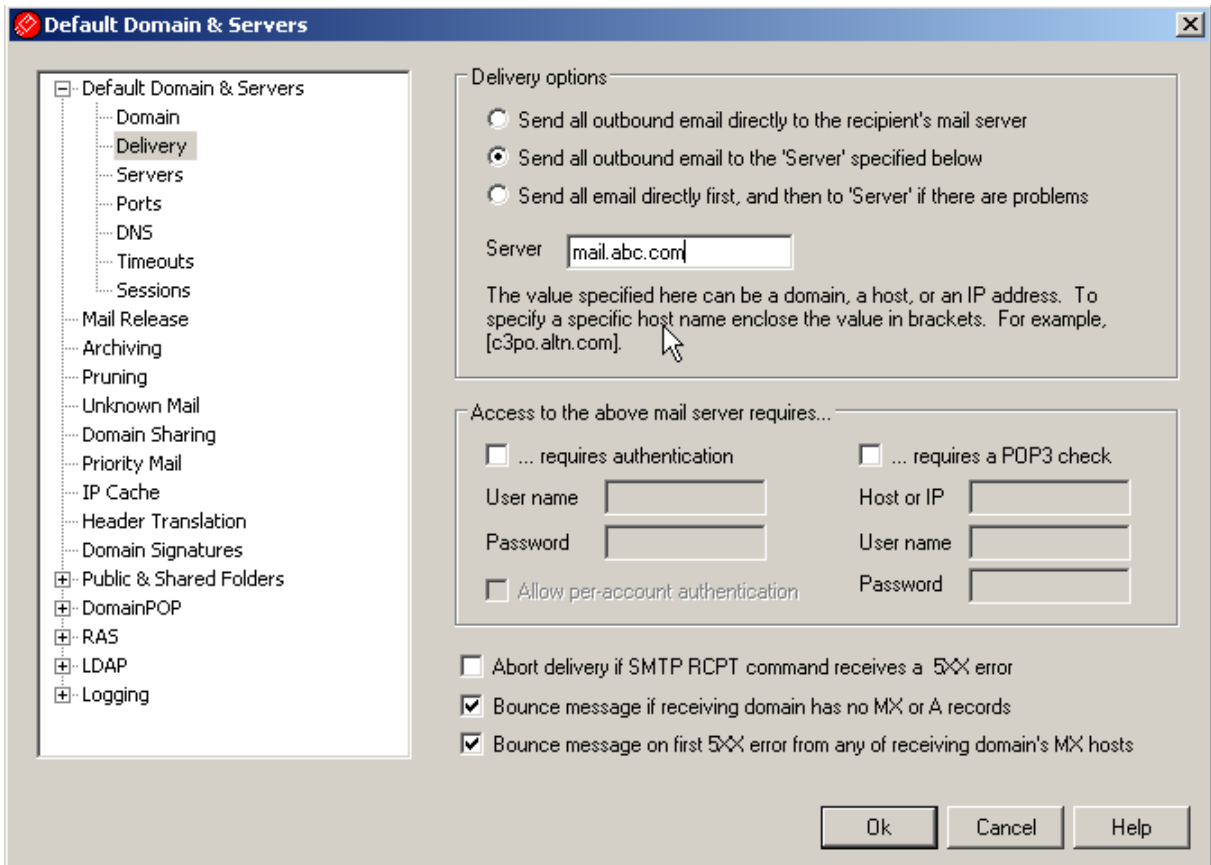 Default Domain & Servers
Default Domain & Servers
Domain
Delivery
Servers
Ports
DNS
Timeouts
Sessions
Mail Release
Archiving
Pruning
Unknown Mail
Domain Sharing
Priority Mail
IP Cache
Header Translation
Domain Signatures
Public & Shared Folders
DomainPOP
RAS
LDAP
Logging
Delivery options
Send all outbound email directly to the recipient's mail server
Send all outbound email to the 'Server' specified below
Send all email directly first, and then to 'Server' if there are problems
Server mail.abc.com
The value specified here can be a domain, a host, or an IP address. To
specify a specific host name enclose the value in brackets. For example,
[c3po.altn.com].
Access to the above mail server requires...
... requires authentication
User name
Password
Allow per-account authentication
... requires a POP3 check
Host or IP
User name
Password
Abort delivery if SMTP RCPT command receives a 5XX error
Bounce message if receiving domain has no MX or A records
Bounce message on first 5XX error from any of receiving domain's MX hosts
Ok Cancel Help